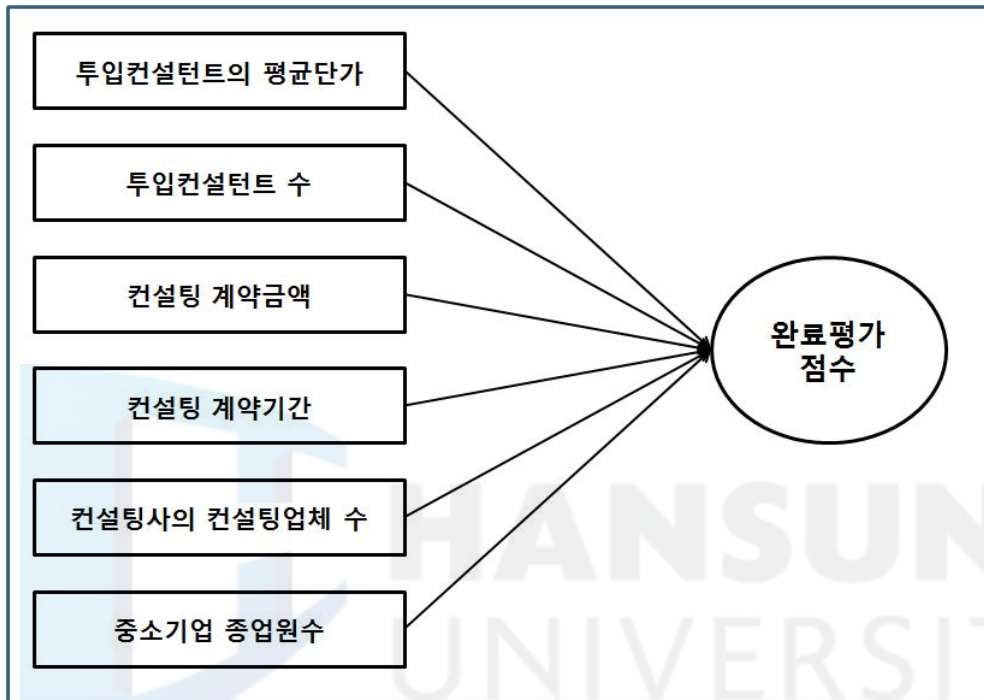 투입컨설턴트의 평균단가
투입컨설턴트 수
컨설팅 계약금액
컨설팅 계약기간
컨설팅사의 컨설팅업체 수
중소기업 종업원수
완료평가
점수
HANSUN
UNIVERSIT